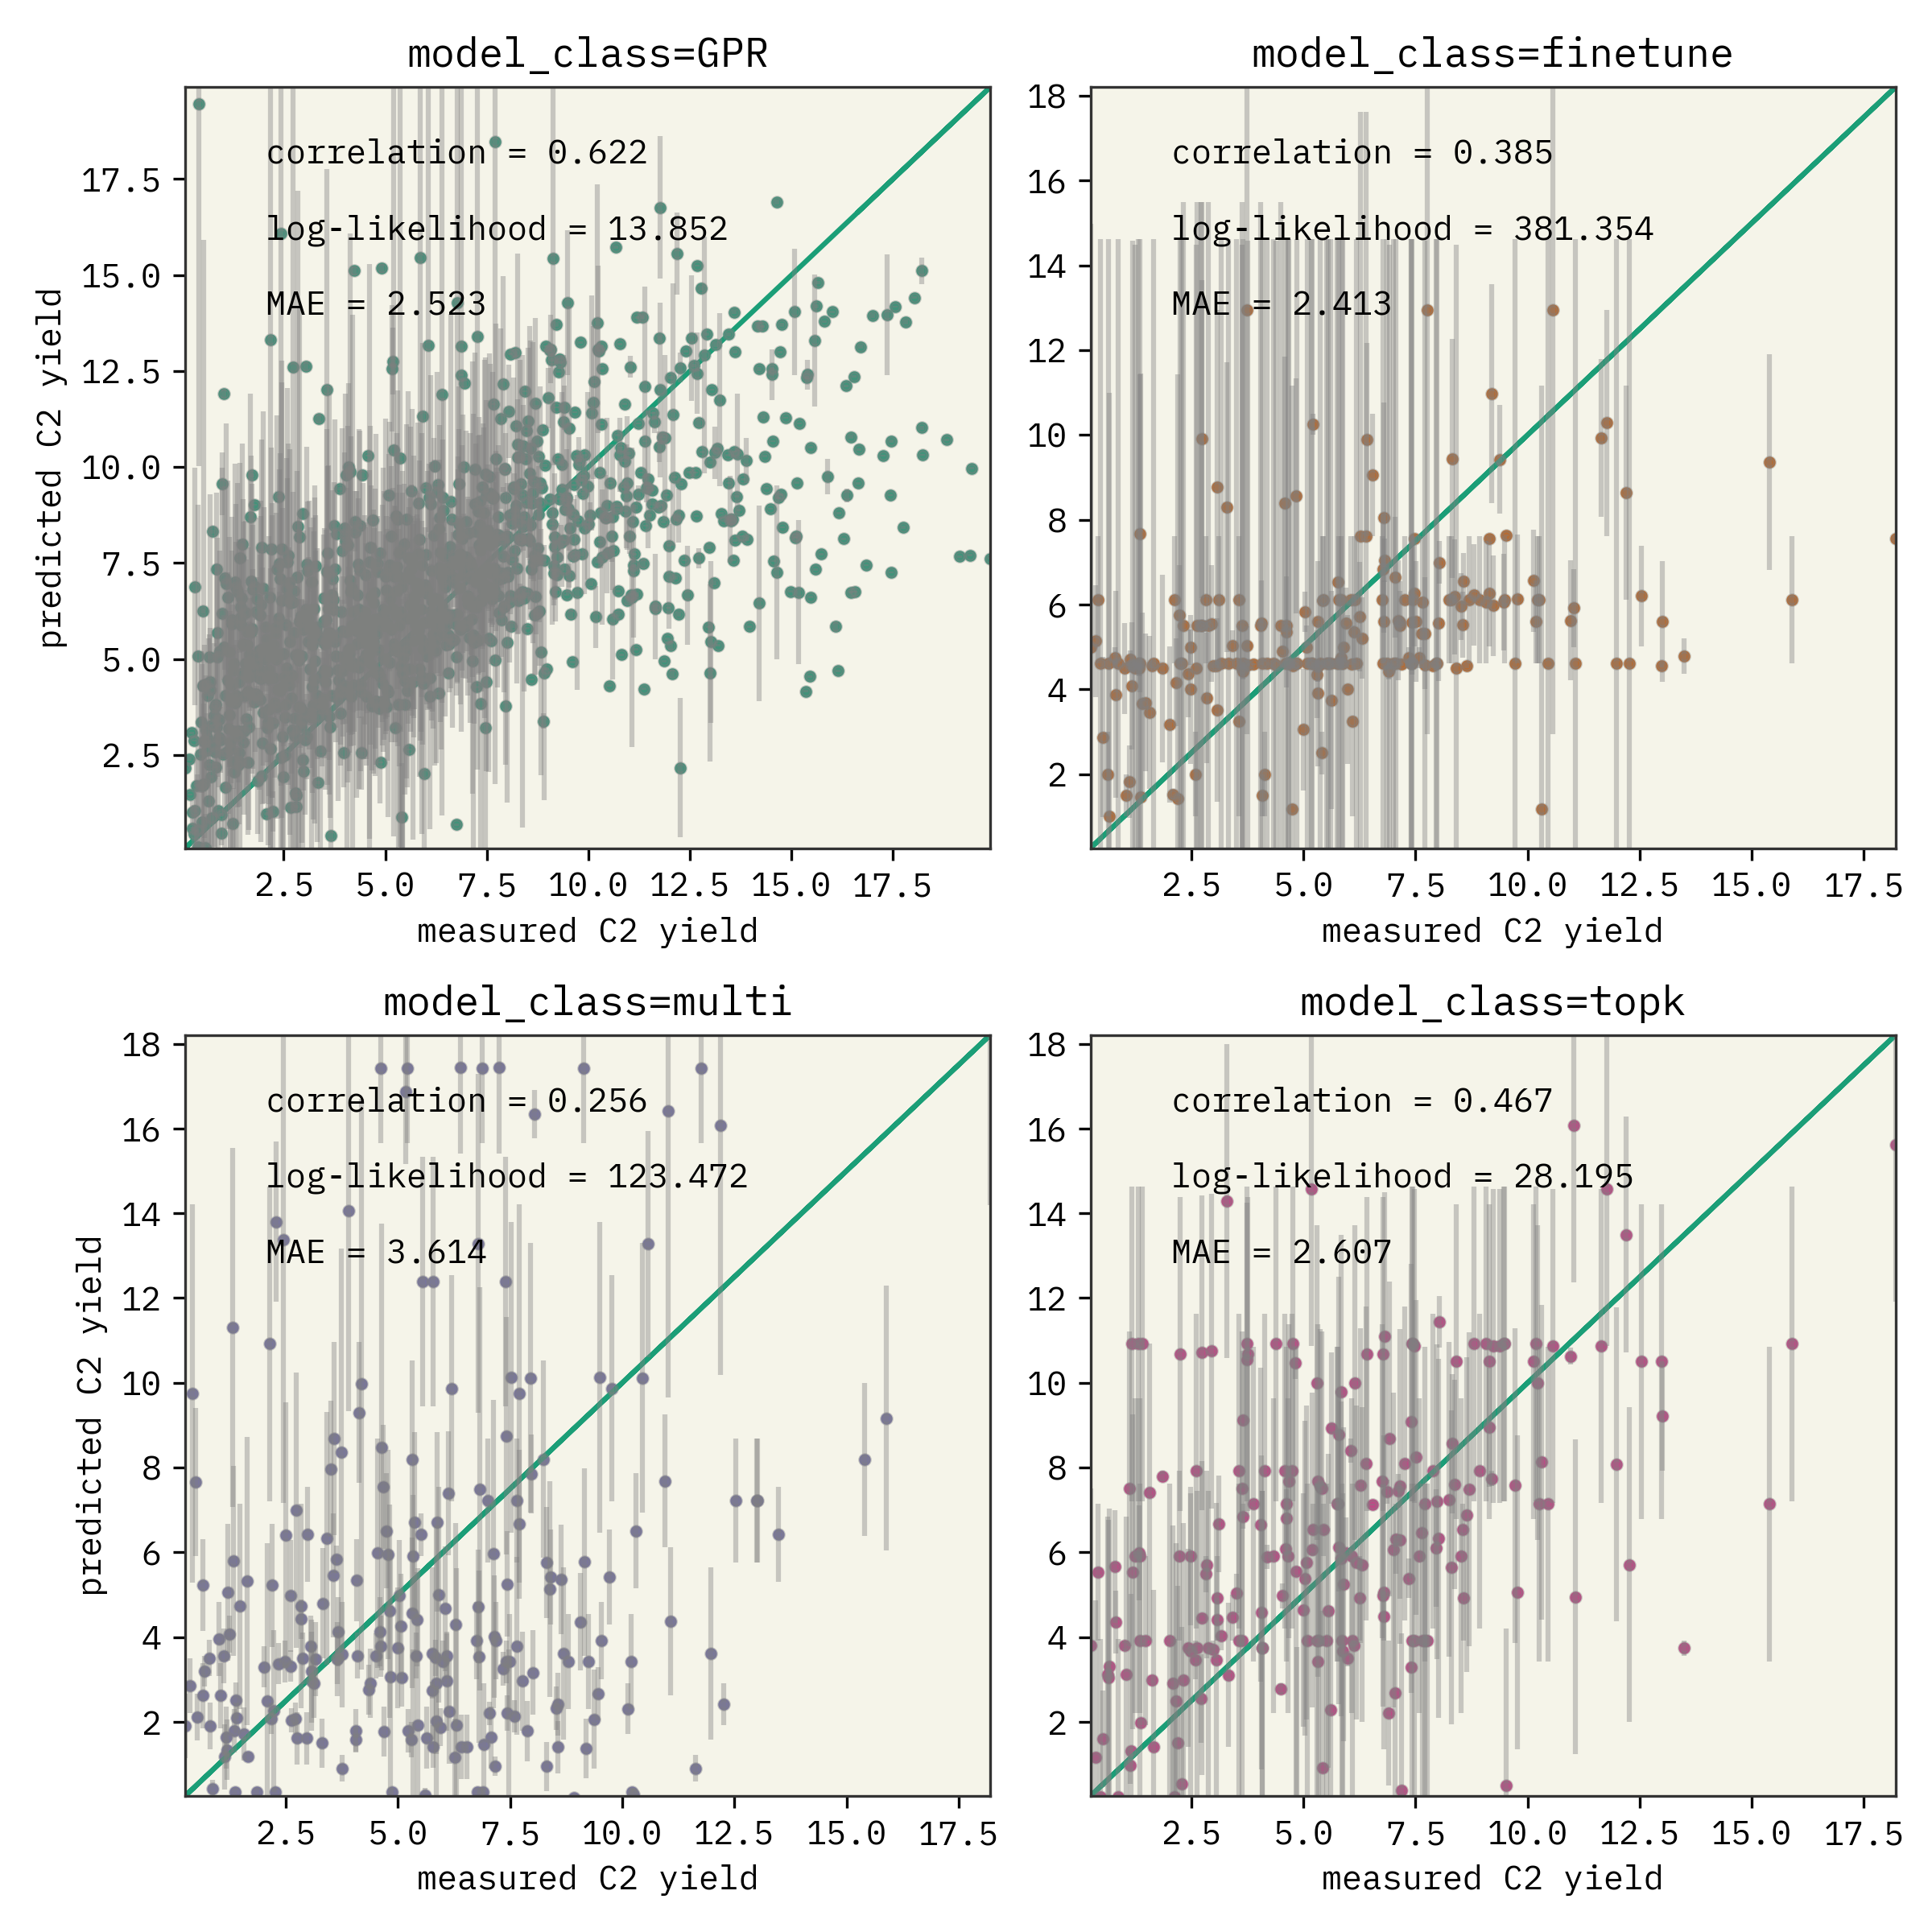 model_class=GPR
correlation = 0.622
log-likelihood = 13.852
MAE = 2.523
17.5
15.0
12.5
10.0
7.5
5.0
2.5
predicted C2 yield
2.5 5.0 7.5 10.0 12.5 15.0 17.5
measured C2 yield
model_class=finetune
correlation = 0.385
log-likelihood = 381.354
MAE = 2.413
18
16
14
12
10
8
6
4
2
2.5 5.0 7.5 10.0 12.5 15.0 17.5
measured C2 yield
model_class=multi
correlation = 0.256
log-likelihood = 123.472
MAE = 3.614
18
16
14
12
10
8
6
4
2
predicted C2 yield
2.5 5.0 7.5 10.0 12.5 15.0 17.5
measured C2 yield
model_class=topk
correlation = 0.467
log-likelihood = 28.195
MAE = 2.607
18
16
14
12
10
8
6
4
2
2.5 5.0 7.5 10.0 12.5 15.0 17.5
measured C2 yield